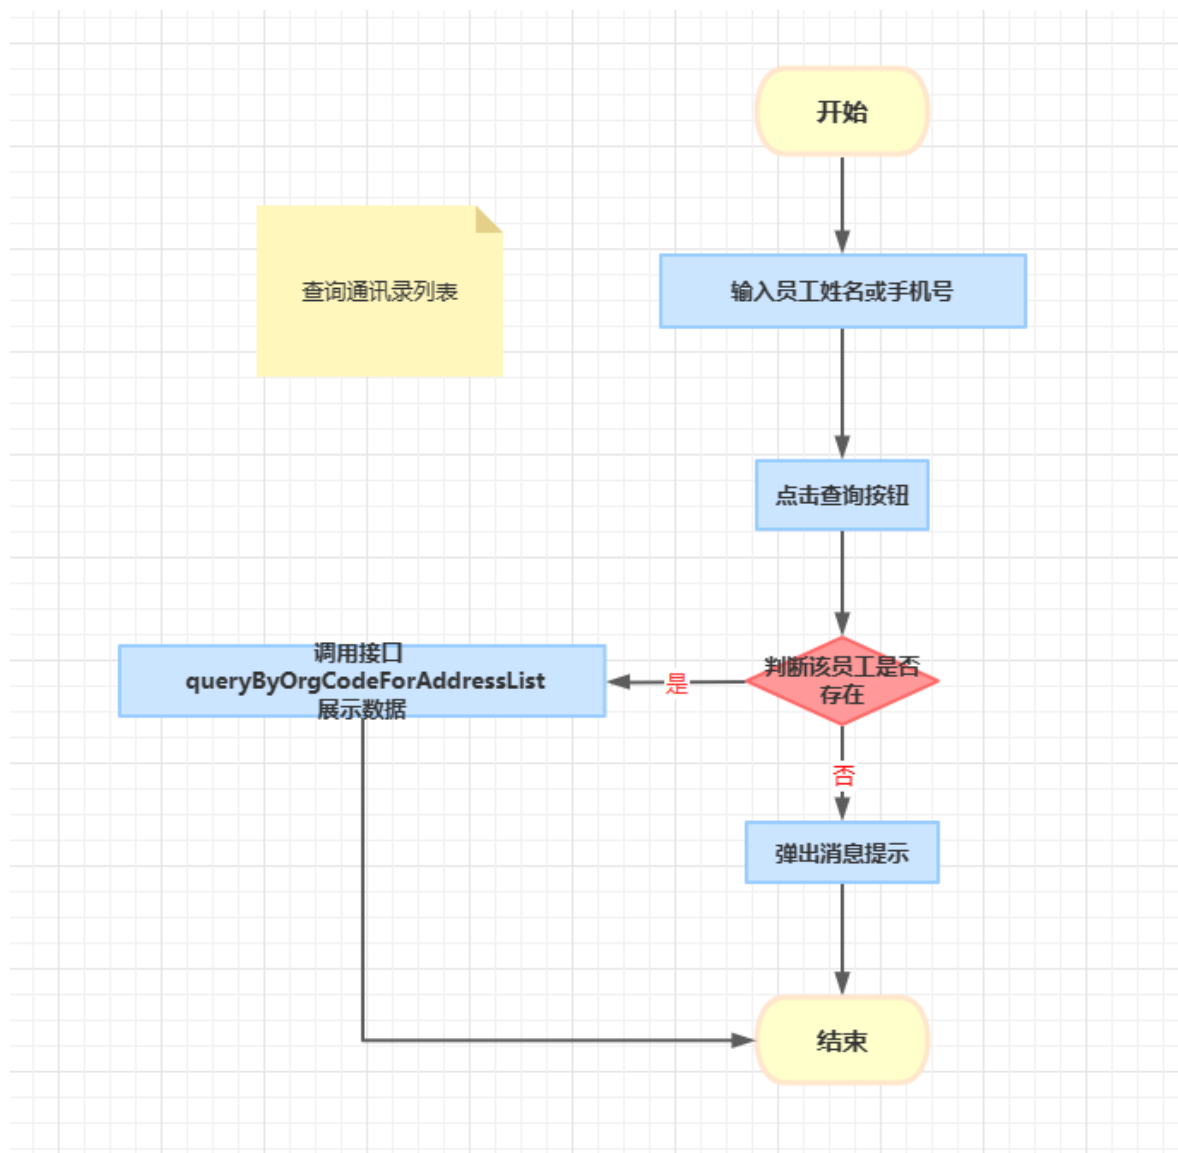 开始
查询通讯录列表
输入员工姓名或手机号
点击查询按钮
判断该员工是否
存在
是
调用接口
queryByOrgCodeForAddressList
展示数据
否
弹出消息提示
结束